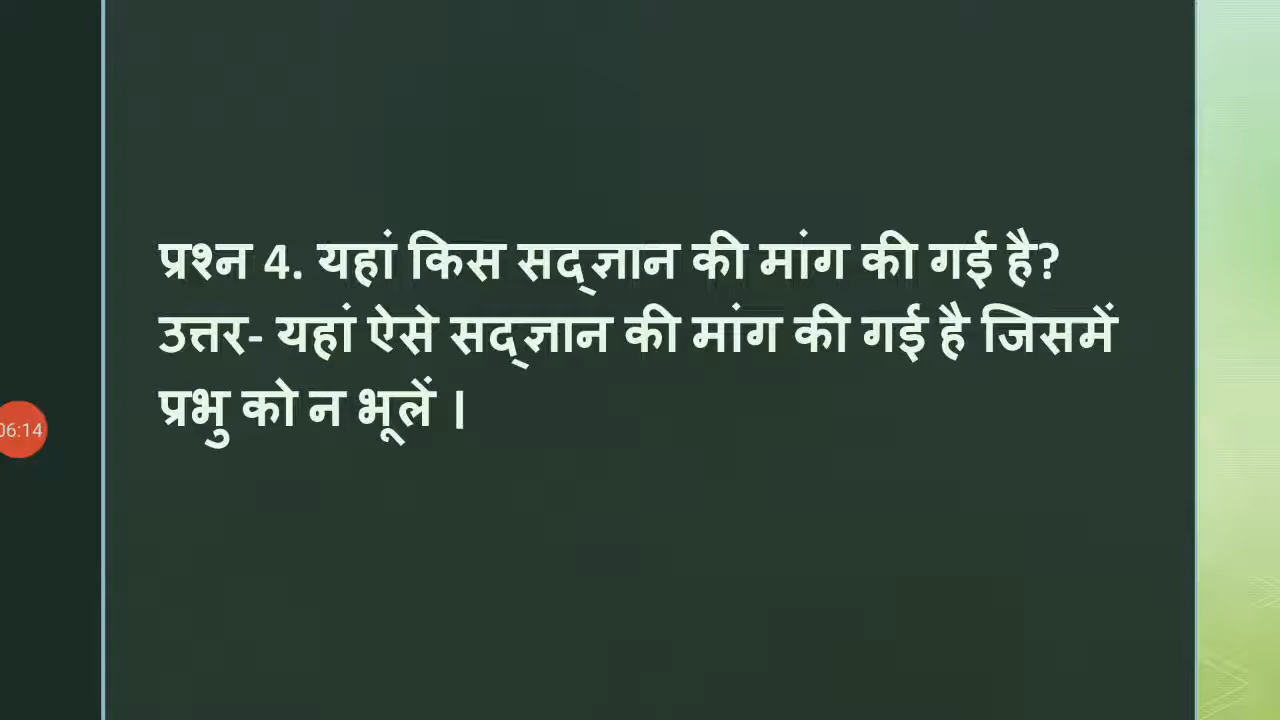 प्रश्न 4. यहां किस सद्ज्ञान की मांग की गई है?
उत्तर- यहां ऐसे सद्ज्ञान की मांग की गई है जिसमें
प्रभु को न भूलें ।
06:14